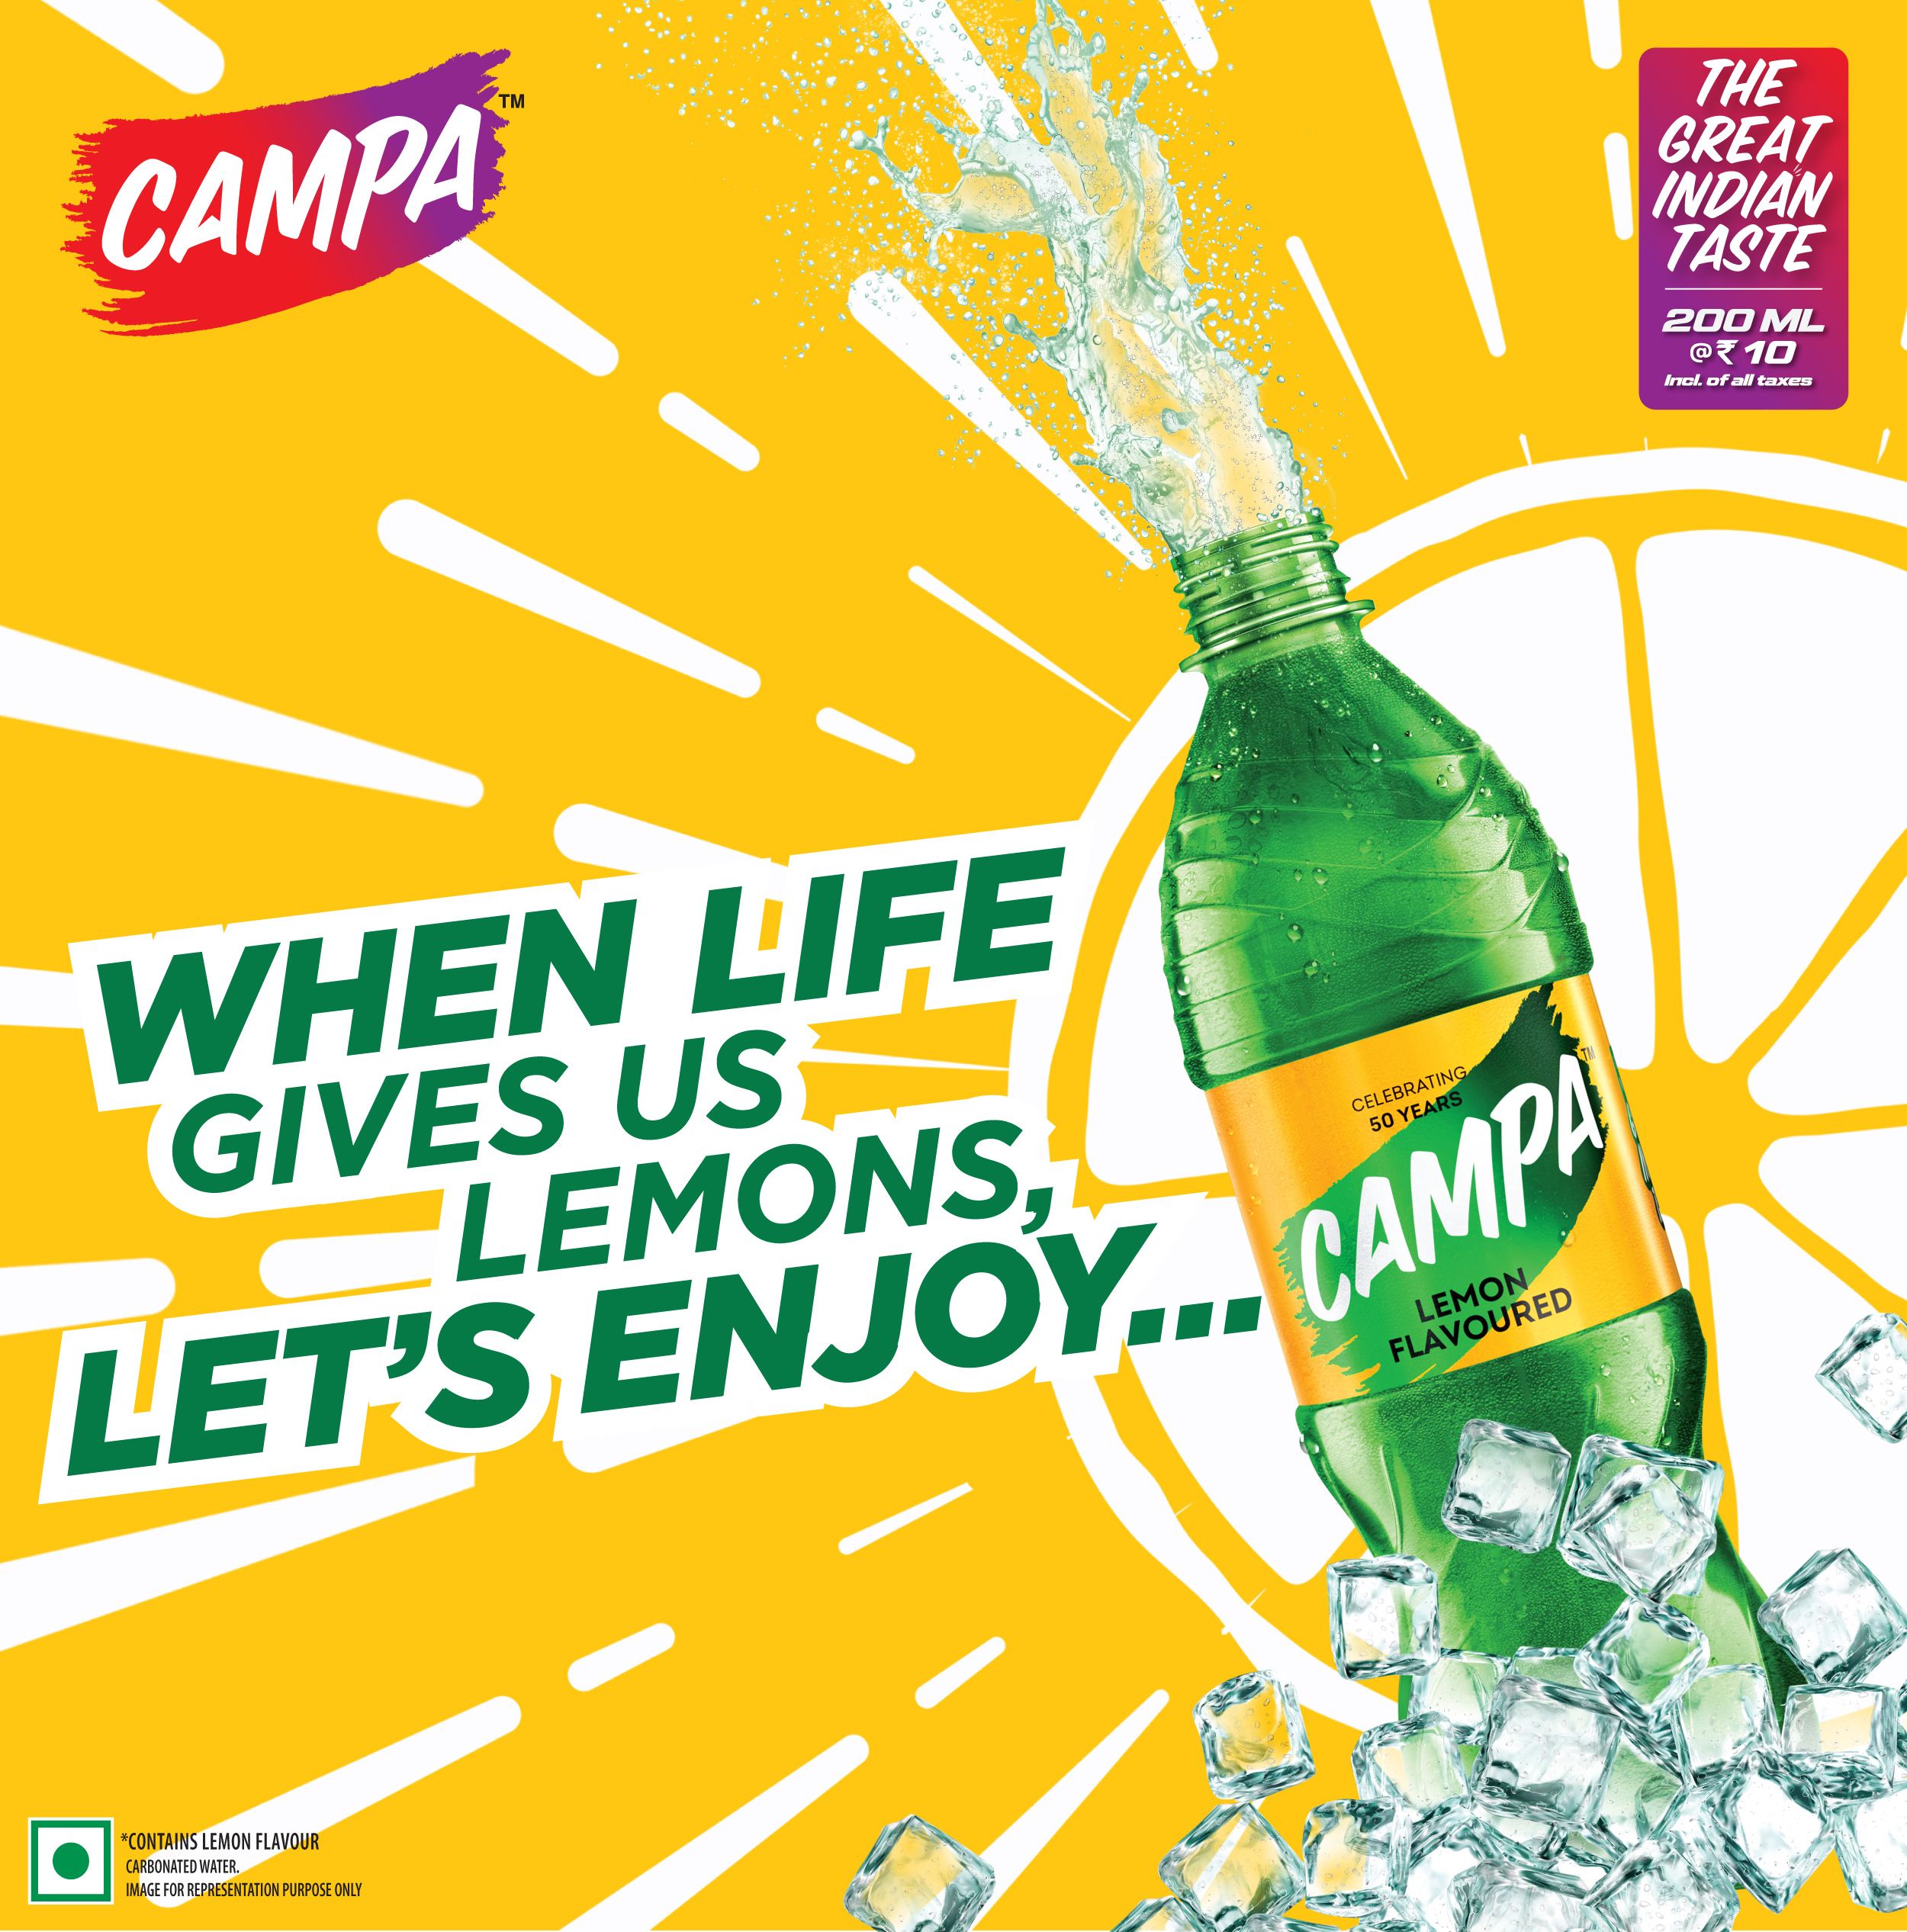 CAMPA™
THE
GREAT
INDIAN
TASTE
200 ML
@₹ 10
Incl. of all taxes
WHEN LIFE
GIVES US
LEMONS,
LET'S ENJOY...
CELEBRATING
50 YEARS
CAMPA™
LEMON
FLAVOURED
*CONTAINS LEMON FLAVOUR
CARBONATED WATER.
IMAGE FOR REPRESENTATION PURPOSE ONLY